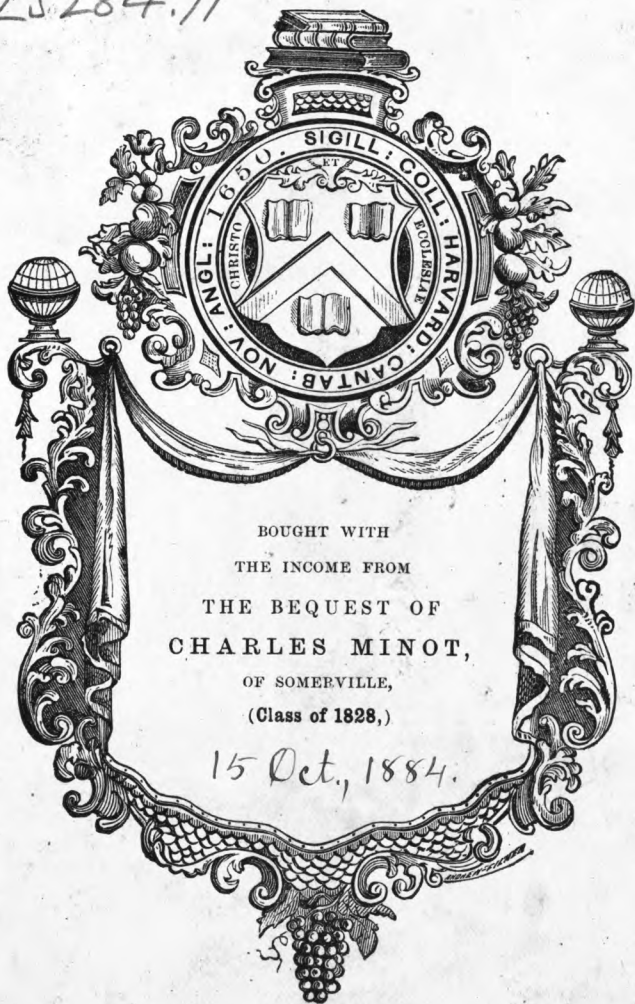 SIGILL: COLL: HARVARD: CANTAB: NOV: ANGL: 1650.
ET
CHRISTO
ECCLESIAE
BOUGHT WITH
THE INCOME FROM
THE BEQUEST OF
CHARLES MINOT,
OF SOMERVILLE,
(Class of 1828,)
15 Oct., 1884.